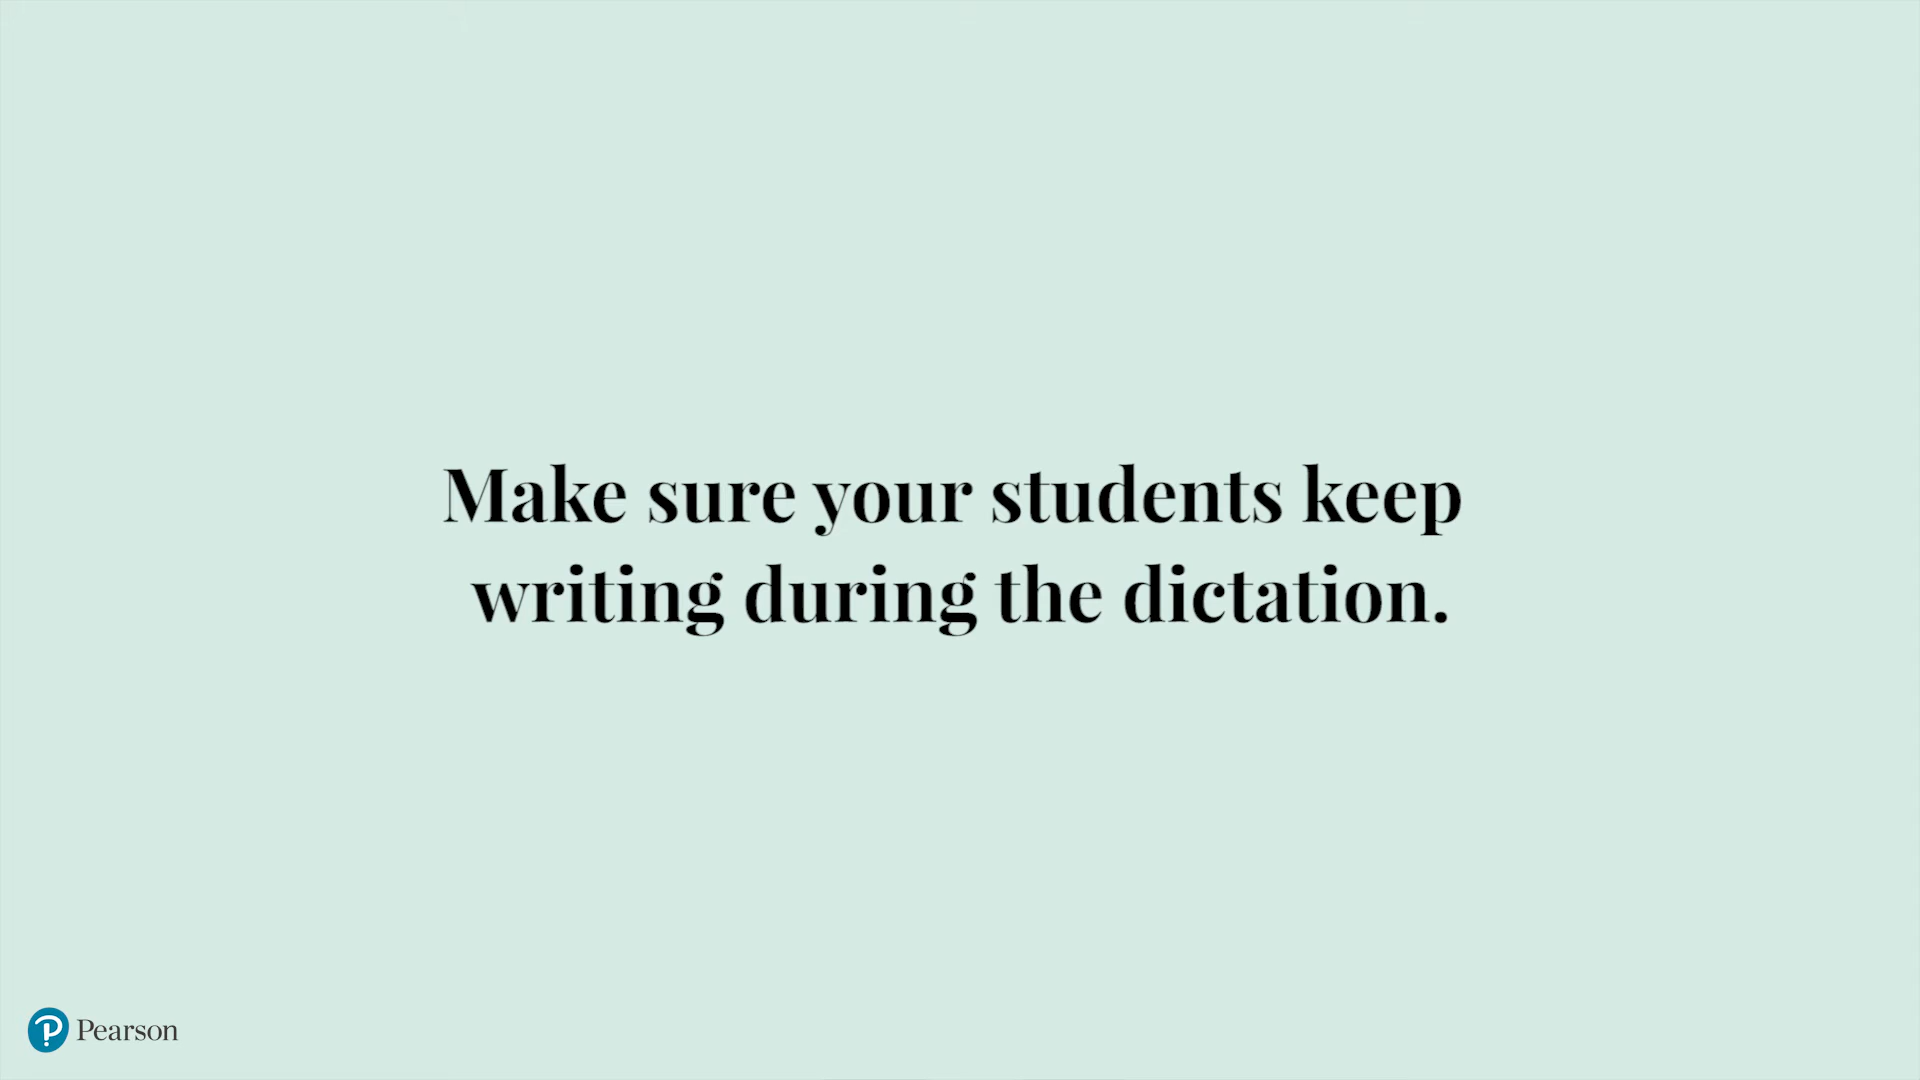 Make sure your students keep
writing during the dictation.
Pearson